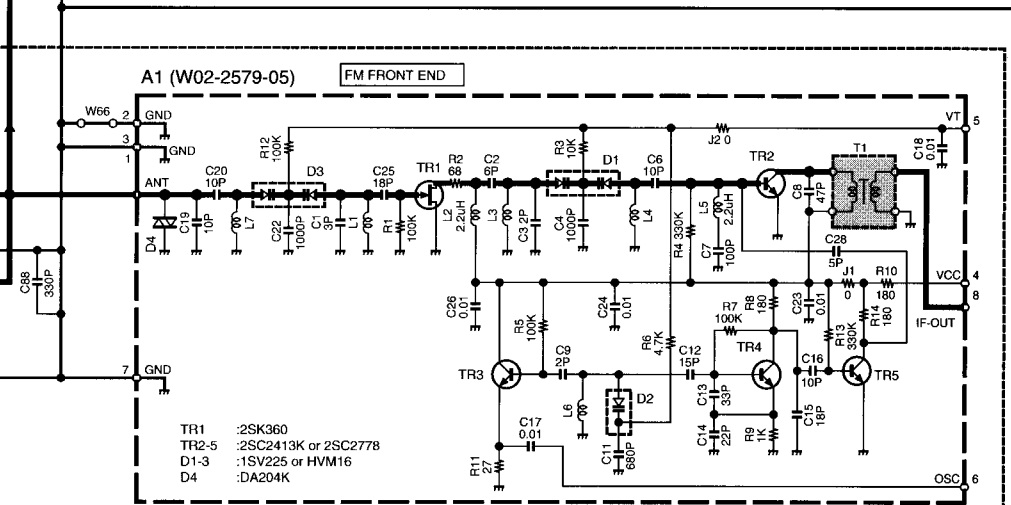 A1 (W02-2579-05)
FM FRONT END
W66
2
GND
3
GND
1
ANT
VT
5
J2 0
C18
0.01
R12
100K
R3
10K
C20
10P
D3
C25
18P
TR1
R2
68
C2
6P
D1
C6
10P
TR2
T1
D4
C19
10P
L7
C22
1000P
C1
3P
L1
R1
100K
L2
2.2uH
L3
C3 2P
C4
1000P
L4
R4 330K
L5
2.2uH
C7
100P
C8
47P
C28
5P
C88
330P
J1
0
R10
180
VCC
4
8
IF-OUT
C26
0.01
R5
100K
C24
0.01
R6
4.7K
R7
100K
R8
180
C23
0.01
R13
330K
R14
180
TR3
C9
2P
C12
15P
TR4
C16
10P
TR5
7
GND
L6
D2
C13
33P
C15
18P
C17
0.01
C11
680P
C14
22P
R9
1K
R11
27
OSC
6
TR1 :2SK360
TR2-5 :2SC2413K or 2SC2778
D1-3 :1SV225 or HVM16
D4 :DA204K